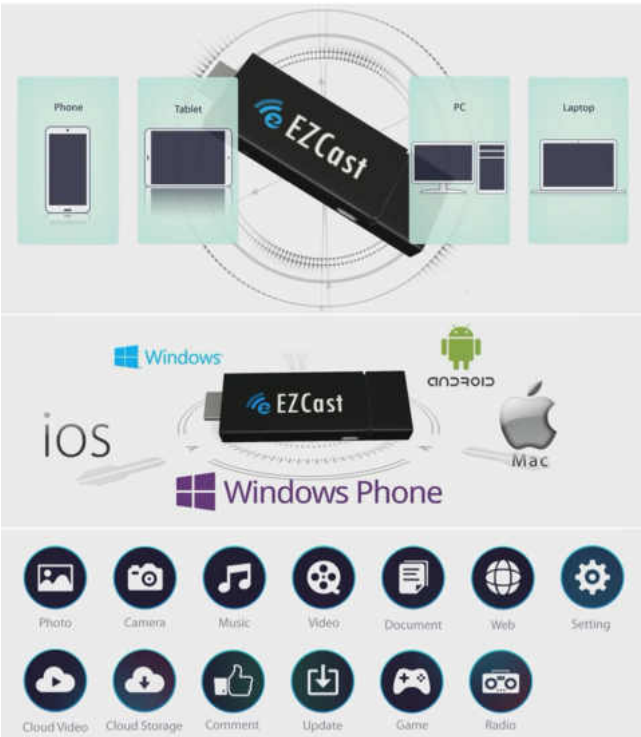 Phone
Tablet
PC
Laptop
EZCast
Windows
ANDROID
iOS
EZCast
Mac
Windows Phone
Photo
Camera
Music
Video
Document
Web
Setting
Cloud Video
Cloud Storage
Comment
Update
Game
Radio